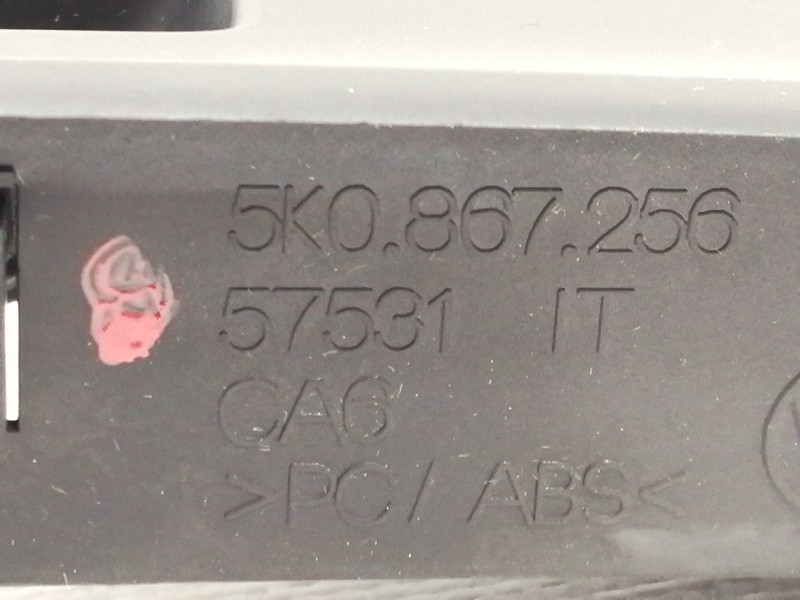 5K0.867.256
57531 IT
CA6
>PC/ ABS<